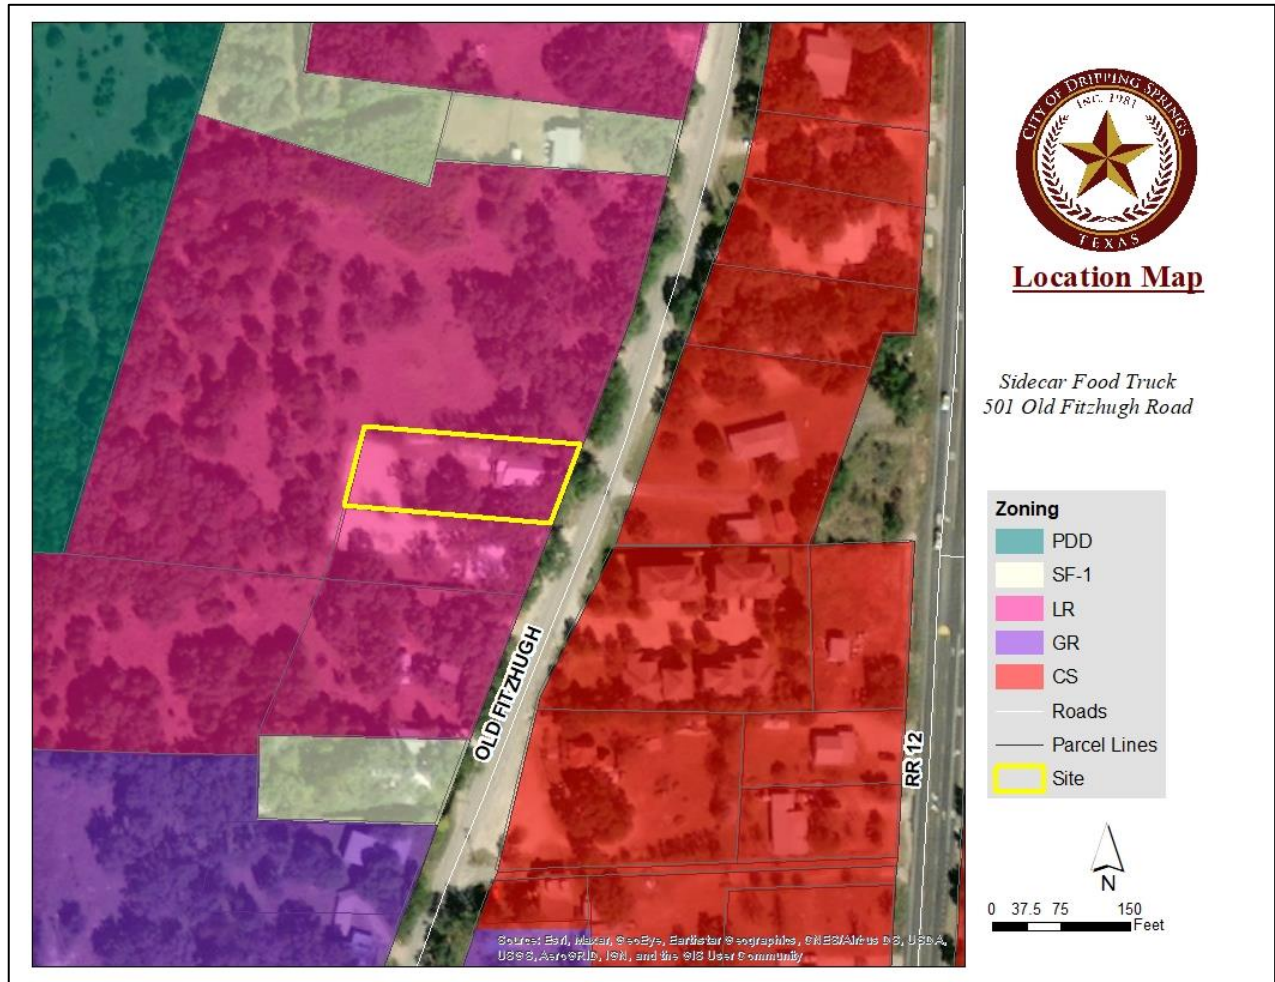 CITY OF DRIPPING SPRINGS
EST. 1981
TEXAS
Location Map
Sidecar Food Truck
501 Old Fitzhugh Road
Zoning
PDD
SF-1
LR
GR
CS
Roads
Parcel Lines
Site
N
0 37.5 75 150
Feet
OLD FITZHUGH
RR 12
Source: Esri, Maxar, GeoEye, Earthstar Geographics, CNES/Airbus DS, USDA,
USGS, AeroGRID, IGN, and the GIS User Community